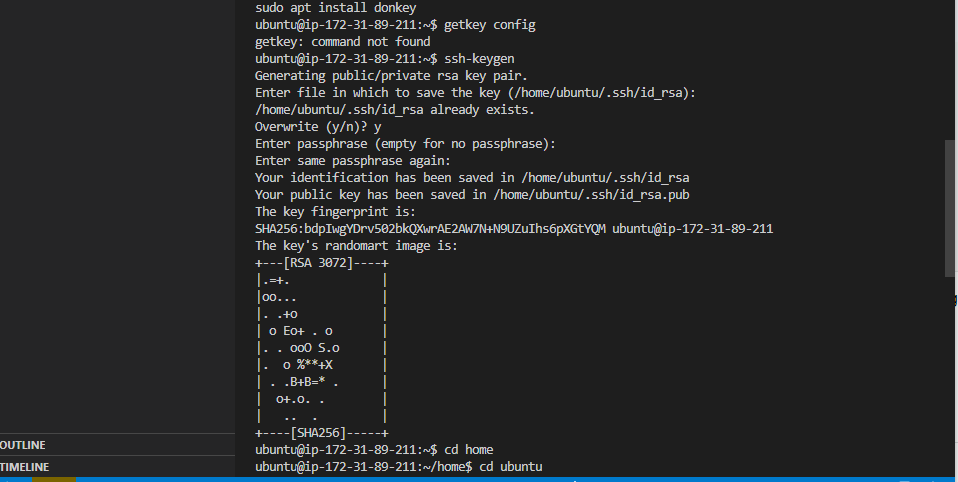 sudo apt install donkey
ubuntu@ip-172-31-89-211:~$ getkey config
getkey: command not found
ubuntu@ip-172-31-89-211:~$ ssh-keygen
Generating public/private rsa key pair.
Enter file in which to save the key (/home/ubuntu/.ssh/id_rsa):
/home/ubuntu/.ssh/id_rsa already exists.
Overwrite (y/n)? y
Enter passphrase (empty for no passphrase):
Enter same passphrase again:
Your identification has been saved in /home/ubuntu/.ssh/id_rsa
Your public key has been saved in /home/ubuntu/.ssh/id_rsa.pub
The key fingerprint is:
SHA256:bdpIwgYDrv502bkQXwrAE2AW7N+N9UZuIhs6pXGtYQM ubuntu@ip-172-31-89-211
The key's randomart image is:
+---[RSA 3072]----+
|.=+.             |
|oo...            |
|. .+o            |
| o Eo+ . o       |
|. . ooO S.o      |
|.  o %**+X       |
| . .B+B=* .      |
|  o+.o. .        |
|   ..  .         |
+----[SHA256]-----+
ubuntu@ip-172-31-89-211:~$ cd home
ubuntu@ip-172-31-89-211:~/home$ cd ubuntu
OUTLINE
TIMELINE